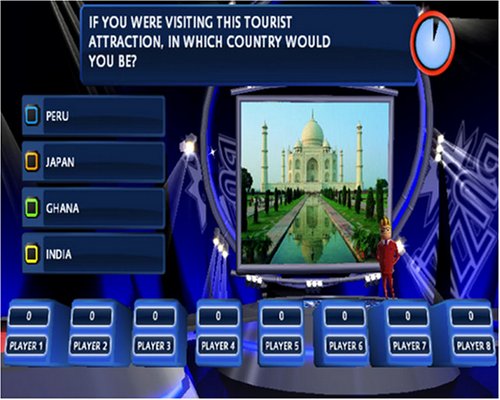 IF YOU WERE VISITING THIS TOURIST
ATTRACTION, IN WHICH COUNTRY WOULD
YOU BE?
PERU
JAPAN
GHANA
INDIA
0 0 0 0 0 0 0 0
PLAYER 1 PLAYER 2 PLAYER 3 PLAYER 4 PLAYER 5 PLAYER 6 PLAYER 7 PLAYER 8